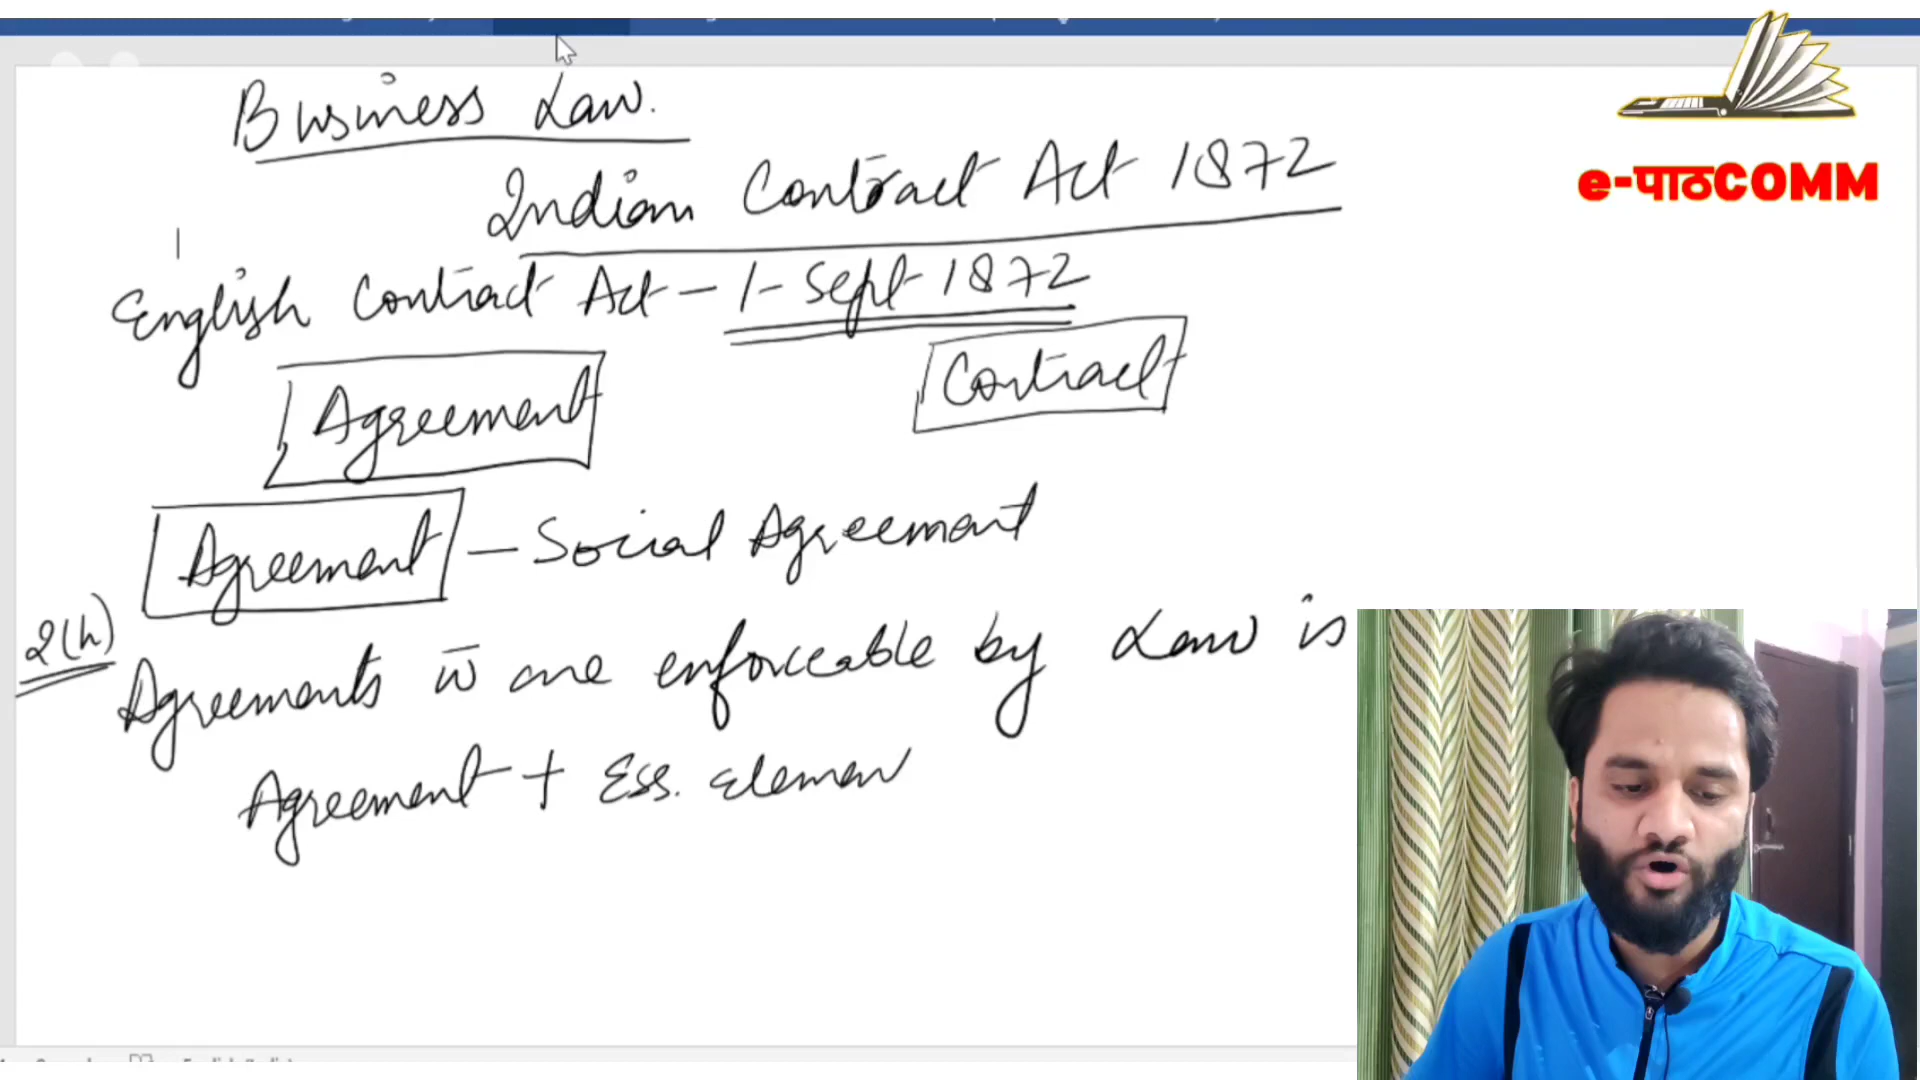 Business Law.
Indian Contract Act 1872
English Contract Act - 1 - Sept 1872
Agreement
Contract
Agreement - Social Agreement
2(h)
Agreements w̄ are enforceable by Law is
Agreement + Ess. Elemen
e-पाठCOMM